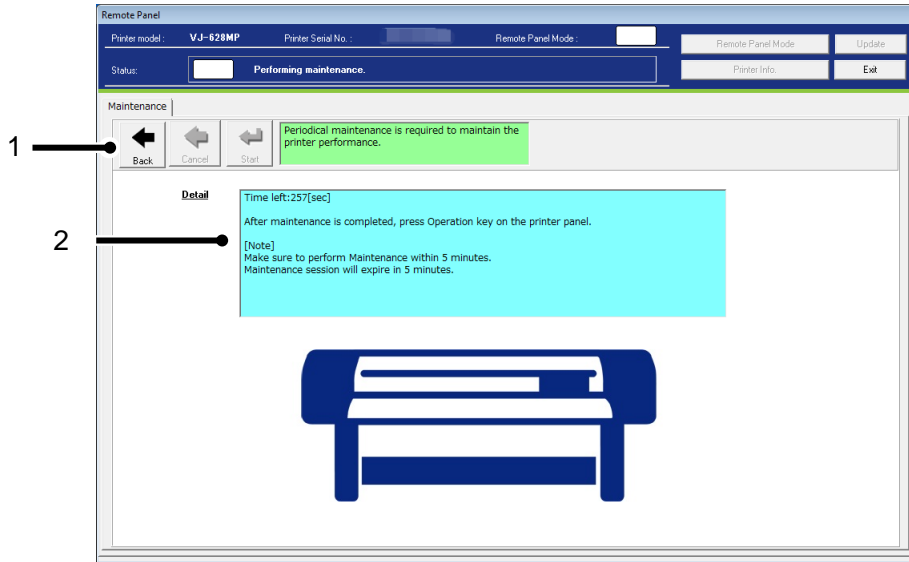 Remote Panel
Printer model : VJ-628MP Printer Serial No. : Remote Panel Mode :
Remote Panel Mode Update
Status: Performing maintenance.
Printer Info. Exit
Maintenance
1
Back Cancel Start
Periodical maintenance is required to maintain the
printer performance.
Detail
2
Time left:257[sec]
After maintenance is completed, press Operation key on the printer panel.
[Note]
Make sure to perform Maintenance within 5 minutes.
Maintenance session will expire in 5 minutes.